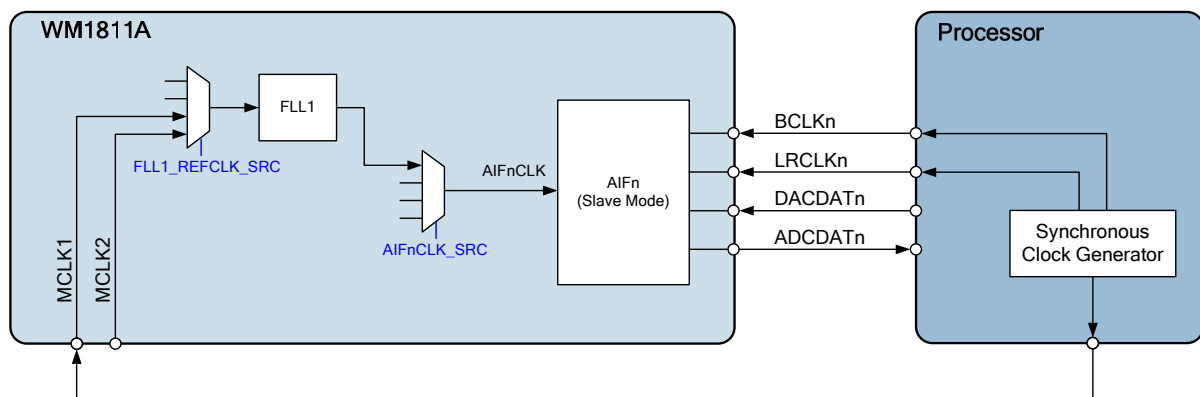 WM1811A
Processor
FLL1
BCLKn
FLL1_REFCLK_SRC
LRCLKn
AIFnCLK
AIFn
(Slave Mode)
DACDATn
AIFnCLK_SRC
ADCDATn
Synchronous
Clock Generator
MCLK1
MCLK2